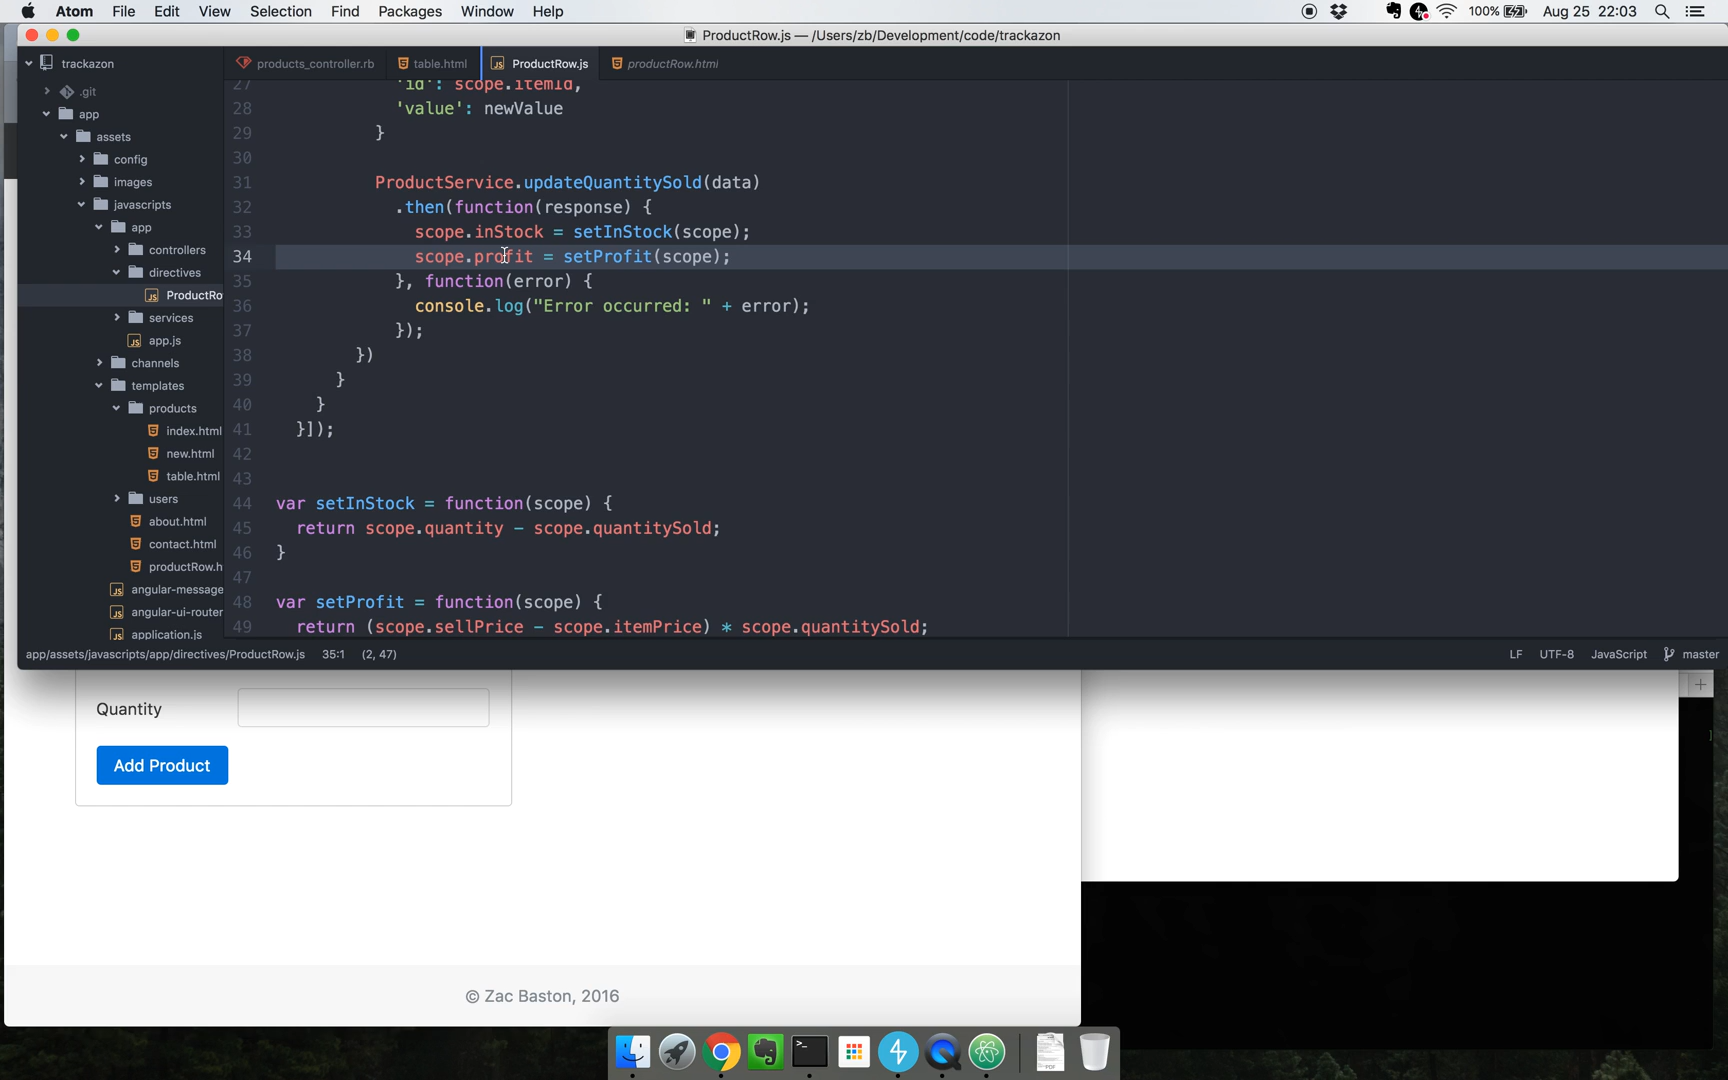 Atom File Edit View Selection Find Packages Window Help 100% Aug 25 22:03
ProductRow.js — /Users/zb/Development/code/trackazon
trackazon
products_controller.rb table.html ProductRow.js productRow.html
.git
app
assets
config
images
javascripts
app
controllers
directives
ProductRo
services
app.js
channels
templates
products
index.html
new.html
table.html
users
about.html
contact.html
productRow.h
angular-message
angular-ui-router
application.js
27 'id': scope.itemId,
28 'value': newValue
29 }
30
31 ProductService.updateQuantitySold(data)
32 .then(function(response) {
33 scope.inStock = setInStock(scope);
34 scope.profit = setProfit(scope);
35 }, function(error) {
36 console.log("Error occurred: " + error);
37 });
38 })
39 }
40 }
41 }]);
42
43
44 var setInStock = function(scope) {
45 return scope.quantity - scope.quantitySold;
46 }
47
48 var setProfit = function(scope) {
49 return (scope.sellPrice - scope.itemPrice) * scope.quantitySold;
app/assets/javascripts/app/directives/ProductRow.js 35:1 (2, 47) LF UTF-8 JavaScript master
Quantity
Add Product
© Zac Baston, 2016